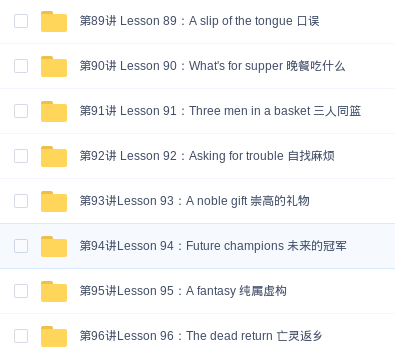 第89讲 Lesson 89：A slip of the tongue 口误
第90讲 Lesson 90：What's for supper 晚餐吃什么
第91讲 Lesson 91：Three men in a basket 三人同篮
第92讲 Lesson 92：Asking for trouble 自找麻烦
第93讲Lesson 93：A noble gift 崇高的礼物
第94讲Lesson 94：Future champions 未来的冠军
第95讲Lesson 95：A fantasy 纯属虚构
第96讲Lesson 96：The dead return 亡灵返乡